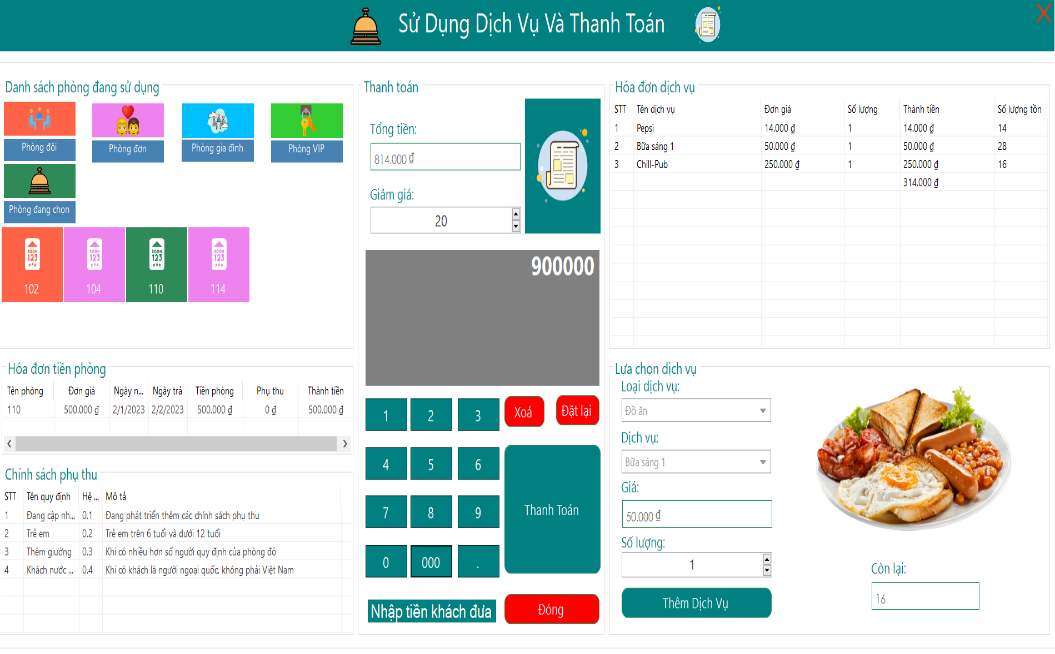 Sử Dụng Dịch Vụ Và Thanh Toán
X
Danh sách phòng đang sử dụng
Phòng đôi
Phòng đơn
Phòng gia đình
Phòng VIP
Phòng đang chọn
102
104
110
114
Hóa đơn tiền phòng
Tên phòng Đơn giá Ngày n... Ngày trả Tiền phòng Phụ thu Thành tiền
110 500.000 ₫ 2/1/2023 2/2/2023 500.000 ₫ 0 ₫ 500.000 ₫
Chính sách phụ thu
STT Tên quy định Hệ ... Mô tả
1 Đang cập nh... 0.1 Đang phát triển thêm các chính sách phụ thu
2 Trẻ em 0.2 Trẻ em trên 6 tuổi và dưới 12 tuổi
3 Thêm giường 0.3 Khi có nhiều hơn số người quy định của phòng đó
4 Khách nước ... 0.4 Khi có khách là người ngoại quốc, không phải Việt Nam
Thanh toán
Tổng tiền:
814.000 ₫
Giảm giá:
20
900000
1 2 3 Xoá Đặt lại
4 5 6
7 8 9 Thanh Toán
0 000 .
Nhập tiền khách đưa Đóng
Hóa đơn dịch vụ
STT Tên dịch vụ Đơn giá Số lượng Thành tiền Số lượng tồn
1 Pepsi 14.000 ₫ 1 14.000 ₫ 14
2 Bữa sáng 1 50.000 ₫ 1 50.000 ₫ 28
3 Chill-Pub 250.000 ₫ 1 250.000 ₫ 16
314.000 ₫
Lựa chọn dịch vụ
Loại dịch vụ:
Đồ ăn
Dịch vụ:
Bữa sáng 1
Giá:
50.000 ₫
Số lượng:
1
Thêm Dịch Vụ
Còn lại:
16